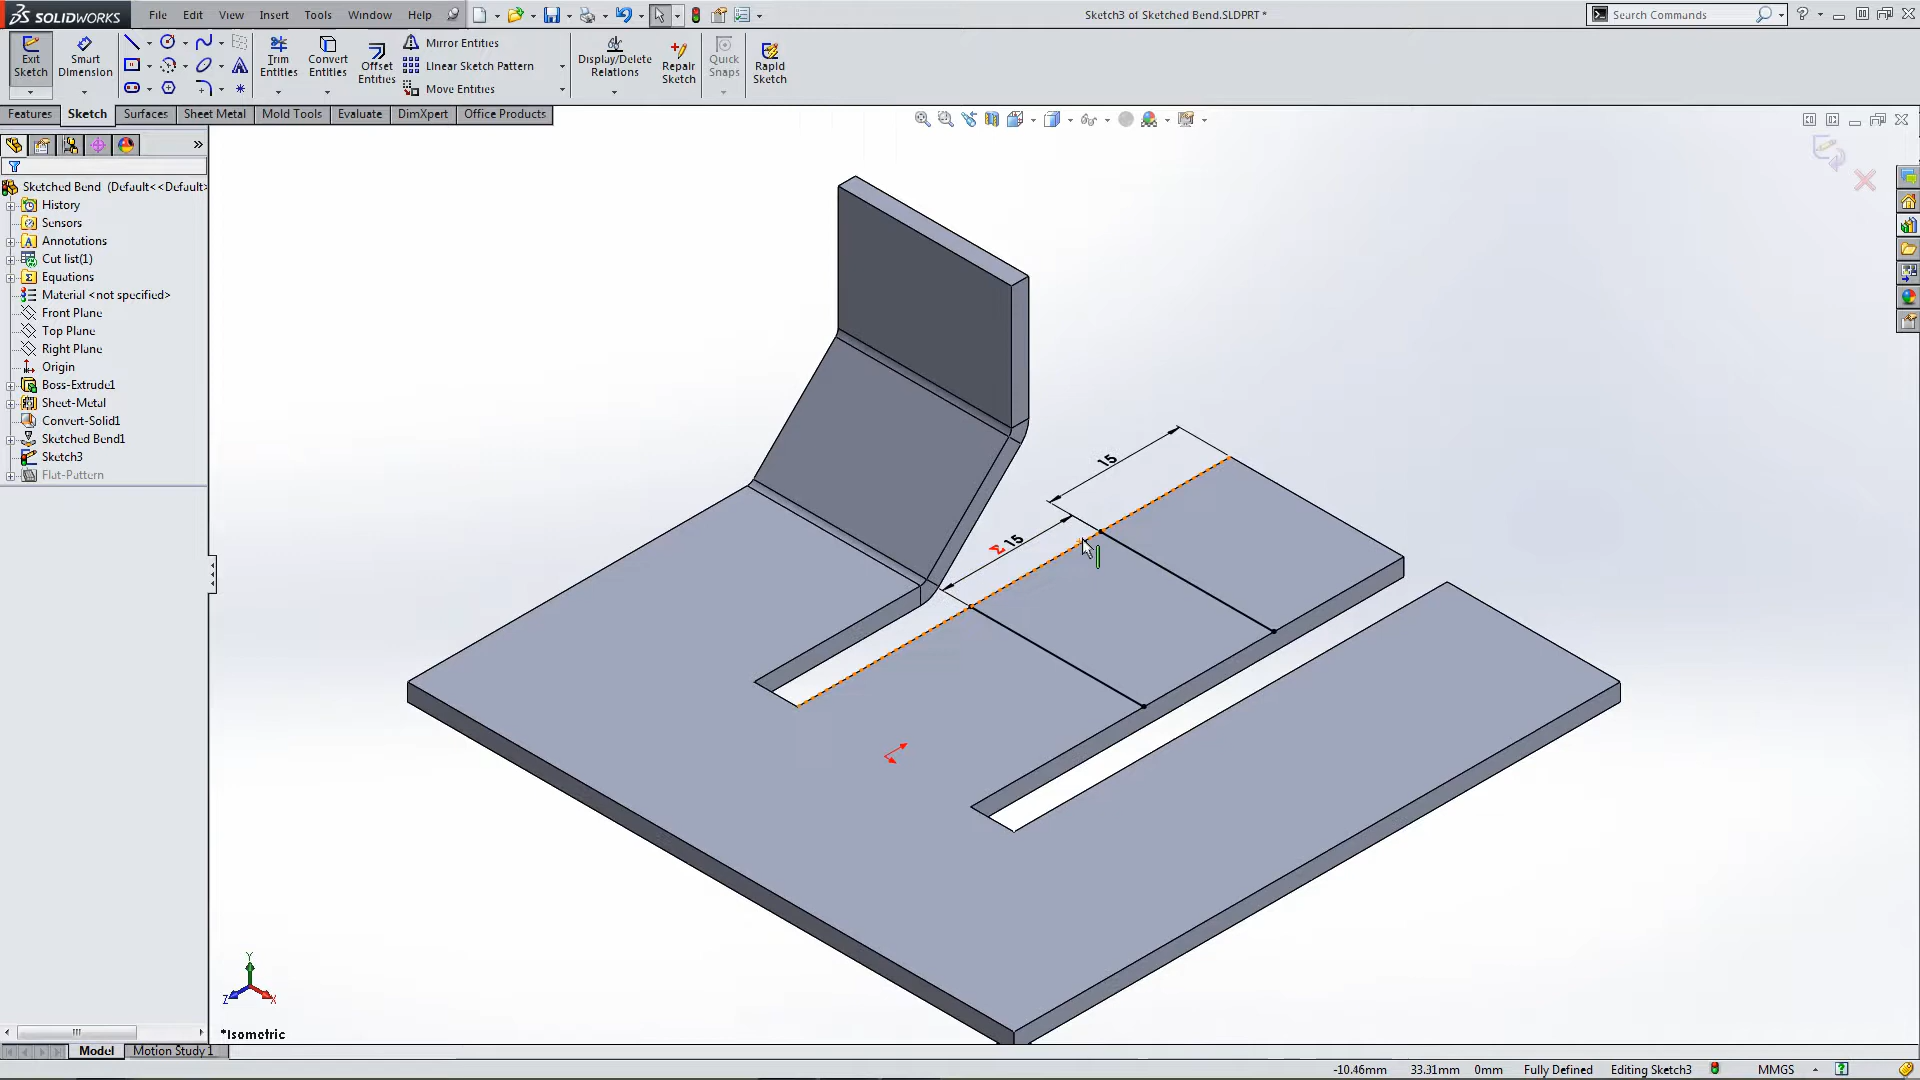 SOLIDWORKS File Edit View Insert Tools Window Help Sketch3 of Sketched Bend.SLDPRT * Search Commands
Exit Sketch
Smart Dimension
Trim Entities
Convert Entities
Offset Entities
Mirror Entities
Linear Sketch Pattern
Move Entities
Display/Delete Relations
Repair Sketch
Quick Snaps
Rapid Sketch
Features Sketch Surfaces Sheet Metal Mold Tools Evaluate DimXpert Office Products
Sketched Bend (Default<<Default>
History
Sensors
Annotations
Cut list(1)
Equations
Material <not specified>
Front Plane
Top Plane
Right Plane
Origin
Boss-Extrude1
Sheet-Metal
Convert-Solid1
Sketched Bend1
Sketch3
Flat-Pattern
15
Σ 15
Y
Z
X
*Isometric
Model Motion Study 1
-10.46mm 33.31mm 0mm Fully Defined Editing Sketch3 MMGS